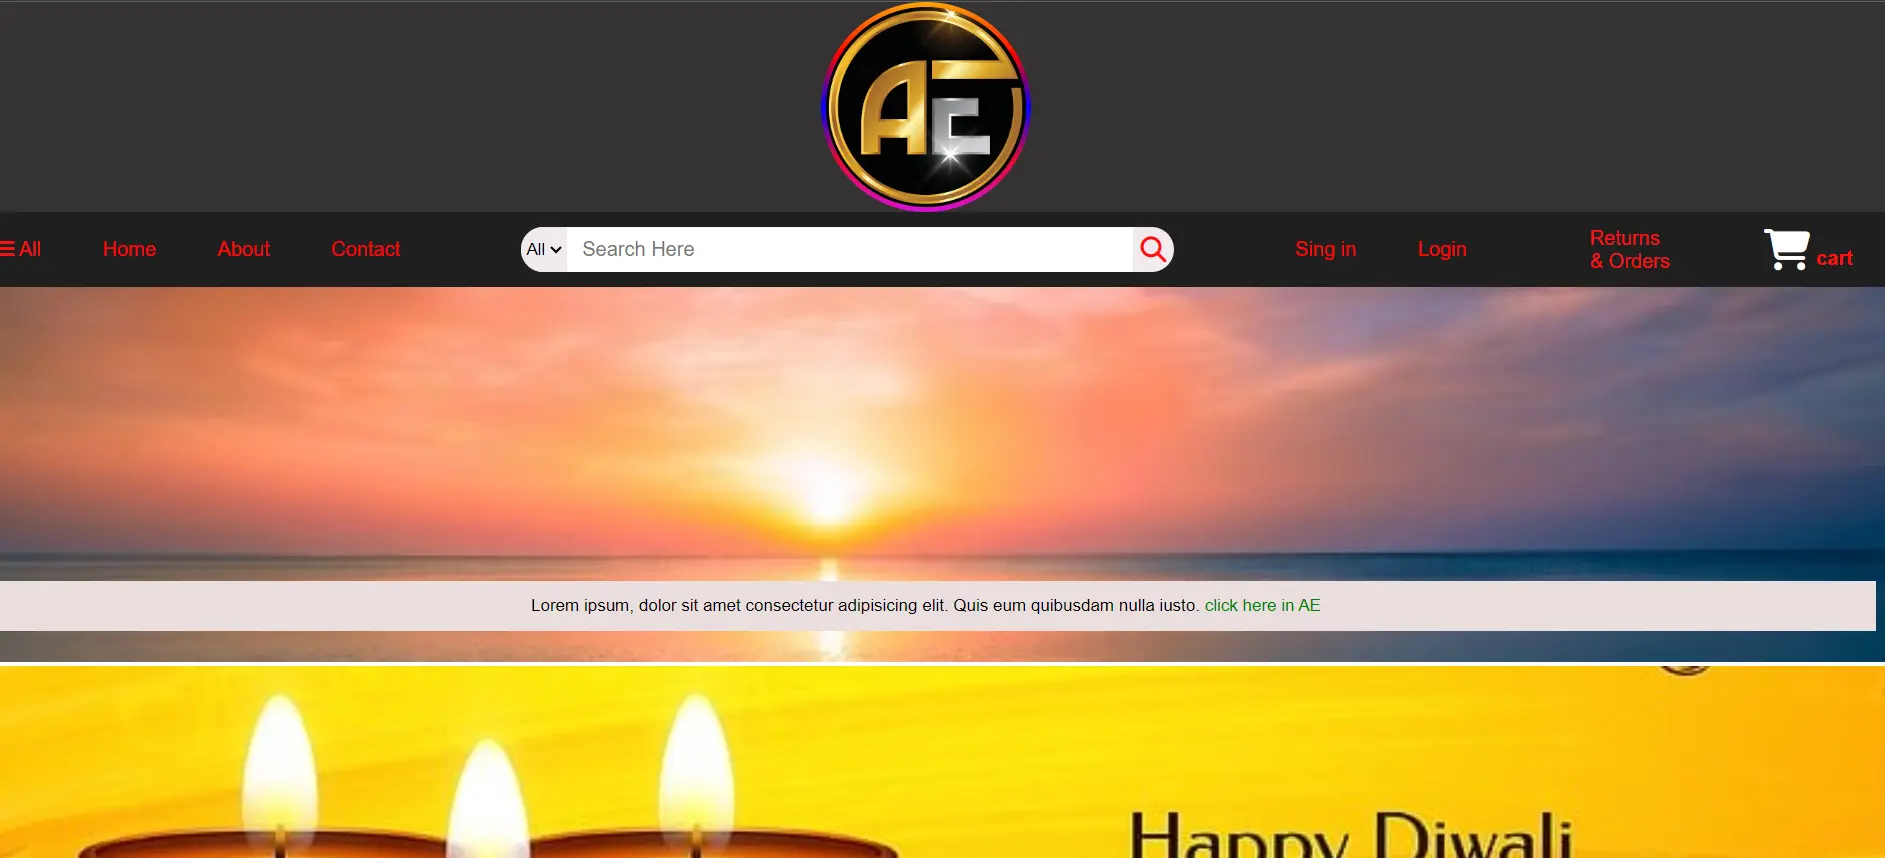 AE
All
Home
About
Contact
All
Search Here
Sing in
Login
Returns
& Orders
cart
Lorem ipsum, dolor sit amet consectetur adipisicing elit. Quis eum quibusdam nulla iusto. click here in AE
Happy Diwali